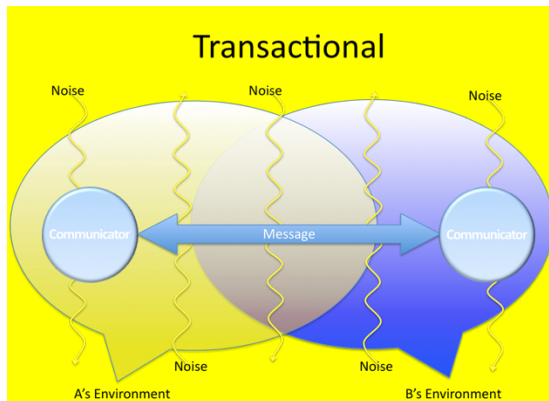 Transactional
Noise
Noise
Noise
Communicator
Message
Communicator
Noise
Noise
A's Environment
B's Environment